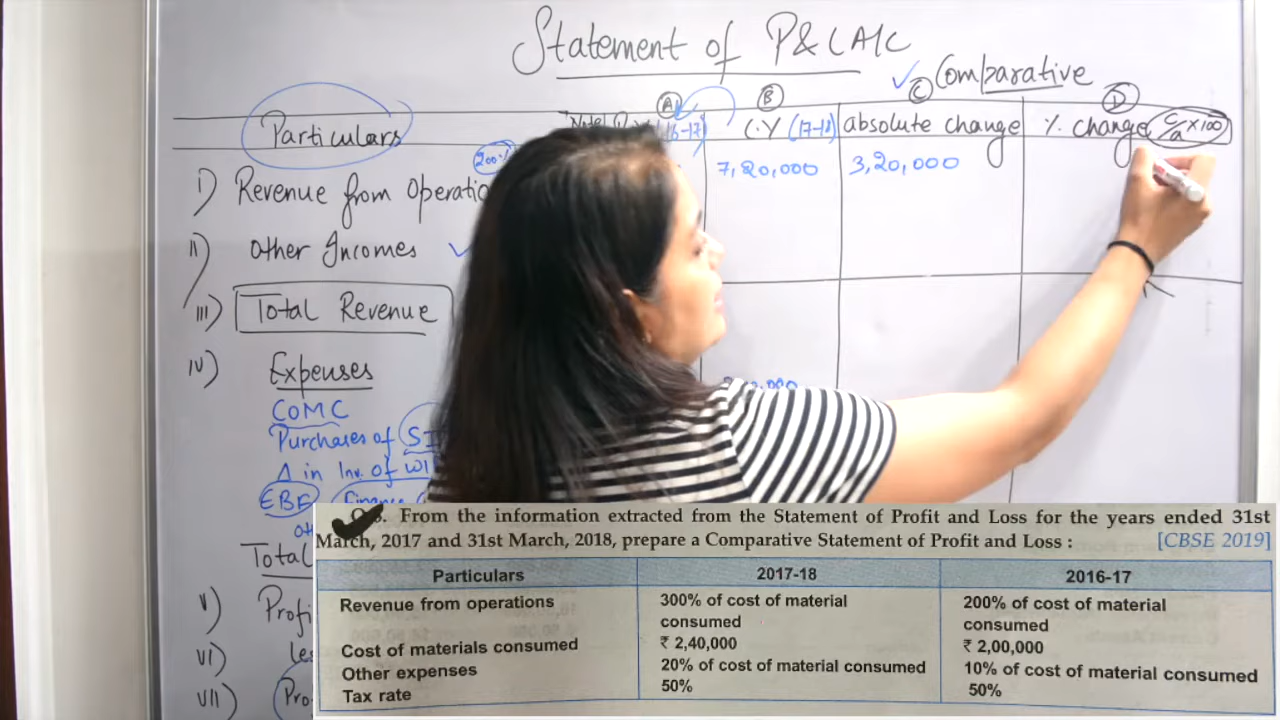 Statement of P&L A/C
Comparative
A B C D
Particulars Note C.Y (17-18) absolute change % change c/a ×100
200%
I) Revenue from Operatio 7,20,000 3,20,000
II) Other Incomes
III) Total Revenue
IV) Expenses
COMC
Purchases of SI
Δ in Inv. of WI
EBE Finance
ot
Total
V) Profi
VI) les
VII) Pro
From the information extracted from the Statement of Profit and Loss for the years ended 31st
March, 2017 and 31st March, 2018, prepare a Comparative Statement of Profit and Loss : [CBSE 2019]
Particulars 2017-18 2016-17
Revenue from operations 300% of cost of material consumed 200% of cost of material consumed
Cost of materials consumed ₹ 2,40,000 ₹ 2,00,000
Other expenses 20% of cost of material consumed 10% of cost of material consumed
Tax rate 50% 50%